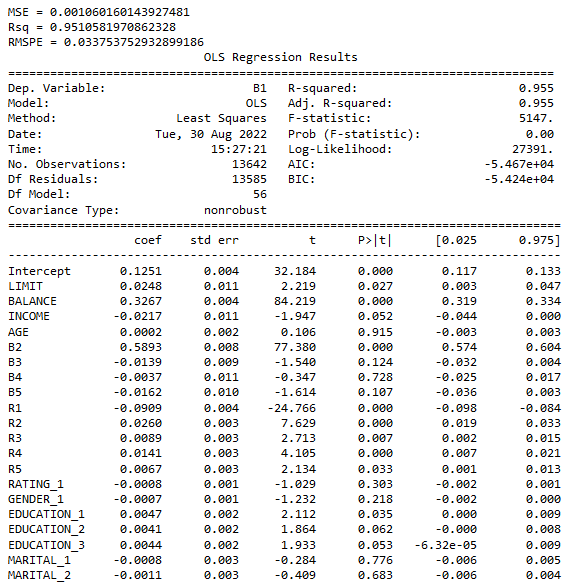 MSE = 0.001060160143927481
Rsq = 0.9510581970862328
RMSPE = 0.033753752932899186
OLS Regression Results
==============================================================================
Dep. Variable: B1 R-squared: 0.955
Model: OLS Adj. R-squared: 0.955
Method: Least Squares F-statistic: 5147.
Date: Tue, 30 Aug 2022 Prob (F-statistic): 0.00
Time: 15:27:21 Log-Likelihood: 27391.
No. Observations: 13642 AIC: -5.467e+04
Df Residuals: 13585 BIC: -5.424e+04
Df Model: 56
Covariance Type: nonrobust
==============================================================================
coef std err t P>|t| [0.025 0.975]
------------------------------------------------------------------------------
Intercept 0.1251 0.004 32.184 0.000 0.117 0.133
LIMIT 0.0248 0.011 2.219 0.027 0.003 0.047
BALANCE 0.3267 0.004 84.219 0.000 0.319 0.334
INCOME -0.0217 0.011 -1.947 0.052 -0.044 0.000
AGE 0.0002 0.002 0.106 0.915 -0.003 0.003
B2 0.5893 0.008 77.380 0.000 0.574 0.604
B3 -0.0139 0.009 -1.540 0.124 -0.032 0.004
B4 -0.0037 0.011 -0.347 0.728 -0.025 0.017
B5 -0.0162 0.010 -1.614 0.107 -0.036 0.003
R1 -0.0909 0.004 -24.766 0.000 -0.098 -0.084
R2 0.0260 0.003 7.629 0.000 0.019 0.033
R3 0.0089 0.003 2.713 0.007 0.002 0.015
R4 0.0141 0.003 4.105 0.000 0.007 0.021
R5 0.0067 0.003 2.134 0.033 0.001 0.013
RATING_1 -0.0008 0.001 -1.029 0.303 -0.002 0.001
GENDER_1 -0.0007 0.001 -1.232 0.218 -0.002 0.000
EDUCATION_1 0.0047 0.002 2.112 0.035 0.000 0.009
EDUCATION_2 0.0041 0.002 1.864 0.062 -0.000 0.008
EDUCATION_3 0.0044 0.002 1.933 0.053 -6.32e-05 0.009
MARITAL_1 -0.0008 0.003 -0.284 0.776 -0.006 0.005
MARITAL_2 -0.0011 0.003 -0.409 0.683 -0.006 0.004